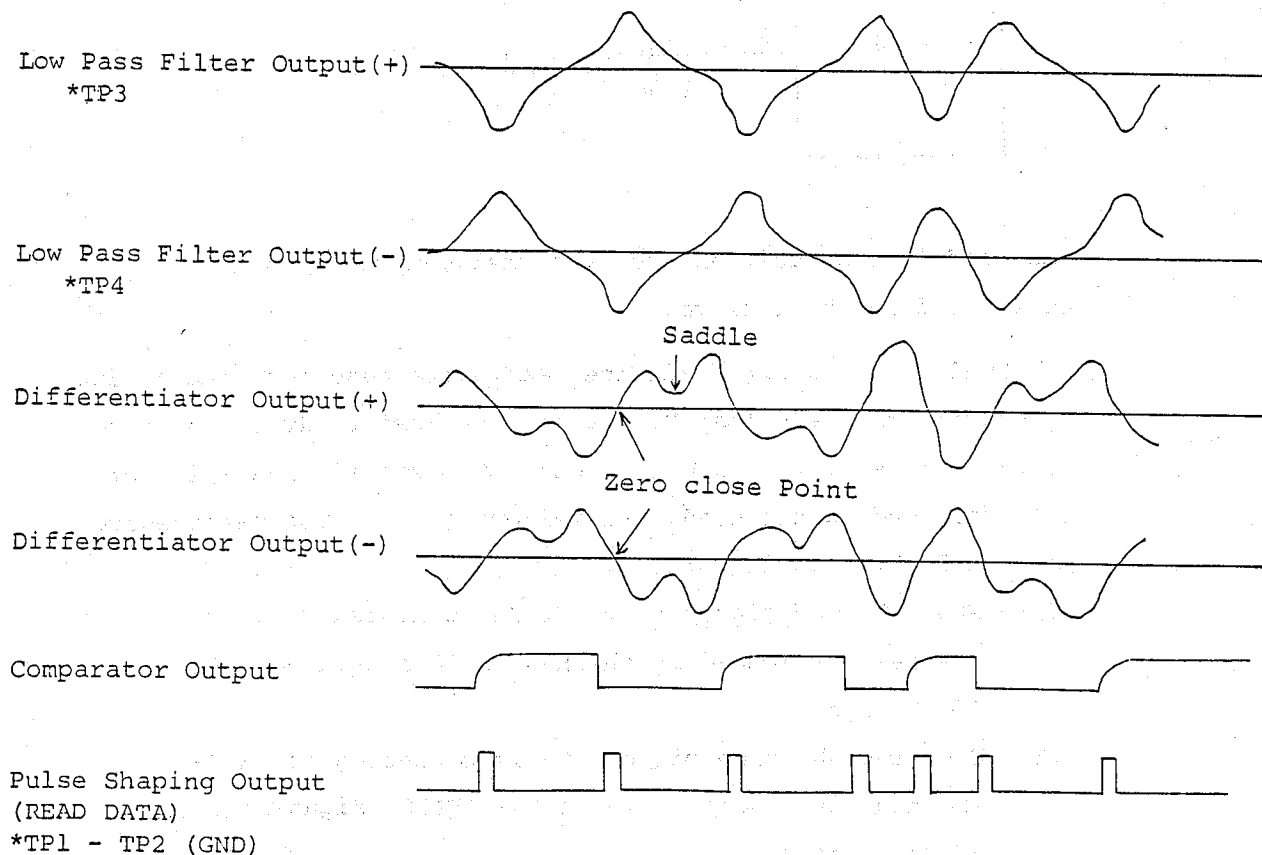 Low Pass Filter Output(+)
*TP3
Low Pass Filter Output(-)
*TP4
Saddle
Differentiator Output(+)
Zero close Point
Differentiator Output(-)
Comparator Output
Pulse Shaping Output
(READ DATA)
*TP1 - TP2 (GND)